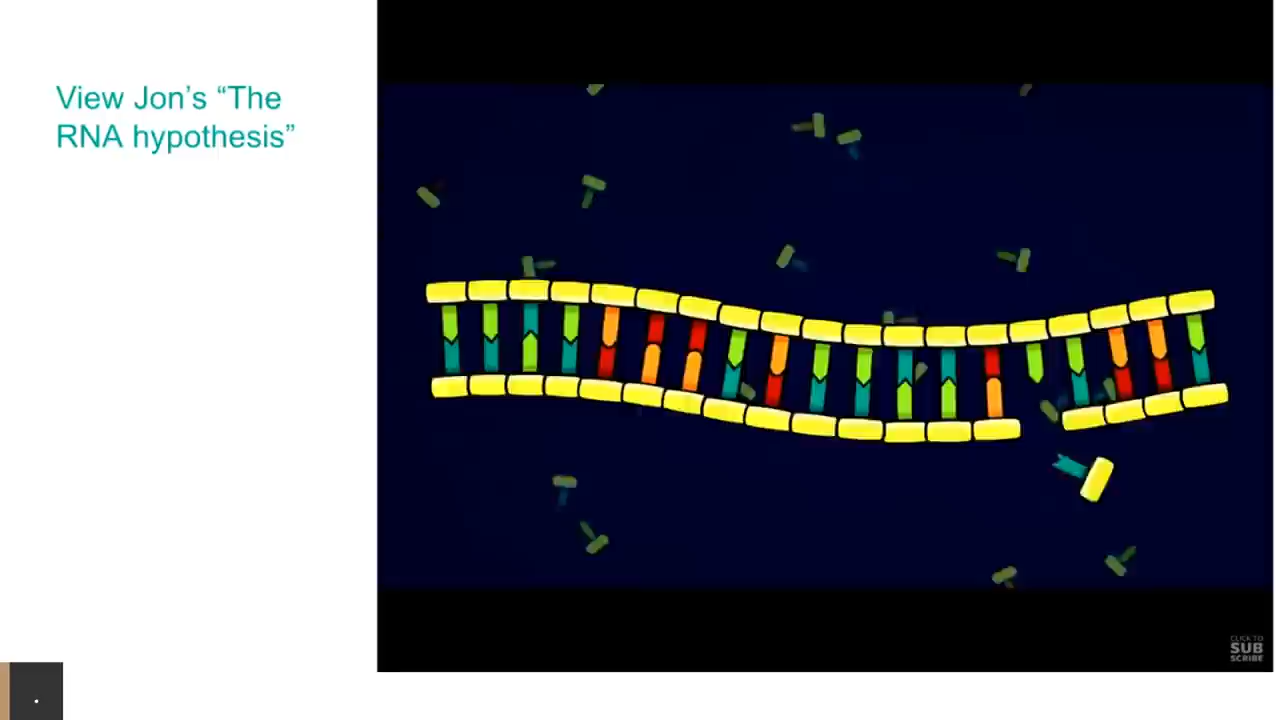 View Jon’s “The
RNA hypothesis”
CLICK TO
SUB
SCRIBE
.